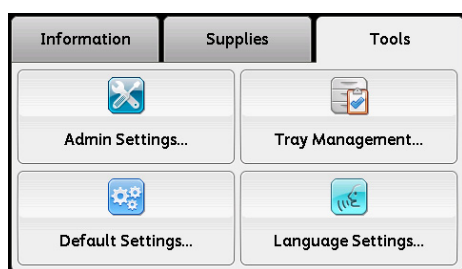 Information
Supplies
Tools
Admin Settings...
Tray Management...
Default Settings...
Language Settings...